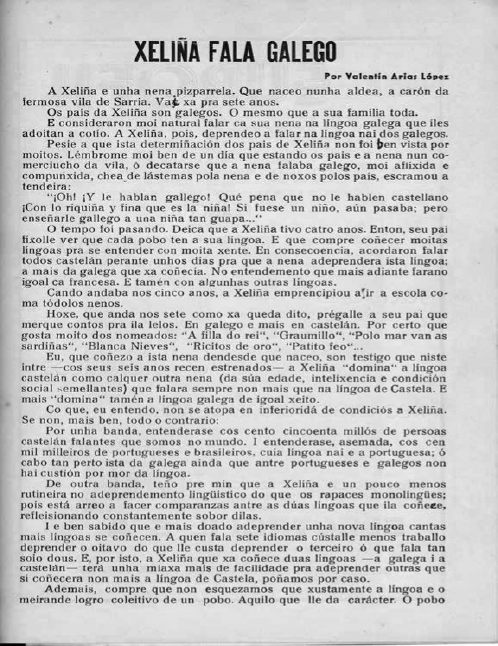 XELIÑA FALA GALEGO
Por Valentín Arias López
A Xeliña e unha nena pizparrela. Que naceo nunha aldea, a carón da
fermosa vila de Sarria. Vai xa pra sete anos.
Os pais da Xeliña son galegos. O mesmo que a sua familia toda.
E consideraron moi natural falar ca sua nena na lingoa galega que iles
adoitan a cotío. A Xeliña, pois, deprendeo a falar na lingoa nai dos galegos.
Pesie a que ista determiñación dos pais de Xeliña non foi ben vista por
moitos. Lémbrome moi ben de un día que estando os pais e a nena nun co-
merciucho da vila, ó decatarse que a nena falaba galego, moi aflixida e
compunxida, chea de lástemas pola nena e de noxos polos pais, escramou a
tendeira:
"¡Oh! ¡Y le hablan gallego! Qué pena que no le hablen castellano
¡Con lo riquiña y fina que es la niña! Si fuese un niño, aún pasaba; pero
enseñarle gallego a una niña tan guapa..."
O tempo foi pasando. Deica que a Xeliña tivo catro anos. Enton, seu pai
fixolle ver que cada pobo ten a sua lingoa. E que compre coñecer moitas
lingoas pra se entender con moita xente. En consecoencia, acordaron falar
todos castelán perante unhos dias pra que a nena adeprendera ista lingoa;
a mais da galega que xa coñecia. No entendemento que mais adiante farano
igoal ca francesa. E tamén con algunhas outras lingoas.
Cando andaba nos cinco anos, a Xeliña emprencipiou a ir a escola co-
ma tódolos nenos.
Hoxe, que anda nos sete como xa queda dito, prégalle a seu pai que
merque contos pra ila lelos. En galego e mais en castelán. Por certo que
gosta moito dos nomeados: "A filla do rei", "Graumillo", "Polo mar van as
sardiñas", "Blanca Nieves", "Ricitos de oro", "Patito feo"...
Eu, que coñezo a ista nena dendesde que naceo, son testigo que niste
intre —cos seus seis anos recen estrenados— a Xeliña "domina" a lingoa
castelán como calquer outra nena (da súa edade, intelixencia e condición
social semellantes) que falara sempre non mais que na lingoa de Castela. E
mais "domina" tamén a lingoa galega de igoal xeito.
Co que, eu entendo, non se atopa en inferioridá de condiciós a Xeliña.
Se non, mais ben, todo o contrario:
Por unha banda, entenderase cos cento cincoenta millós de persoas
castelán falantes que somos no mundo. I entenderase, asemada, cos cen
mil milleiros de portugueses e brasileiros, cuia lingoa nai e a portuguesa; ó
cabo tan perto ista da galega ainda que antre portugueses e galegos non
hai custión por mor da lingoa.
De outra banda, teño pre min que a Xeliña e un pouco menos
rutineira no adeprendemento lingüistico do que os rapaces monolingües;
pois está arreo a facer comparanzas antre as dúas lingoas que ila coñece,
refleisionando constantemente sobor dilas.
I e ben sabido que e mais doado adeprender unha nova lingoa cantas
mais lingoas se coñecen. A quen fala sete idiomas cústalle menos traballo
deprender o oitavo do que lle custa deprender o terceiro ó que fala tan
soio dous. E, por isto, a Xeliña que xa coñece duas lingoas —a galega i a
castelán— terá unha miaxa mais de facilidade pra adeprender outras que
si coñecera non mais a lingoa de Castela, poñamos por caso.
Ademais, compre que non esquezamos que xustamente a lingoa e o
meirande logro coleitivo de un pobo. Aquilo que lle da carácter. O pobo